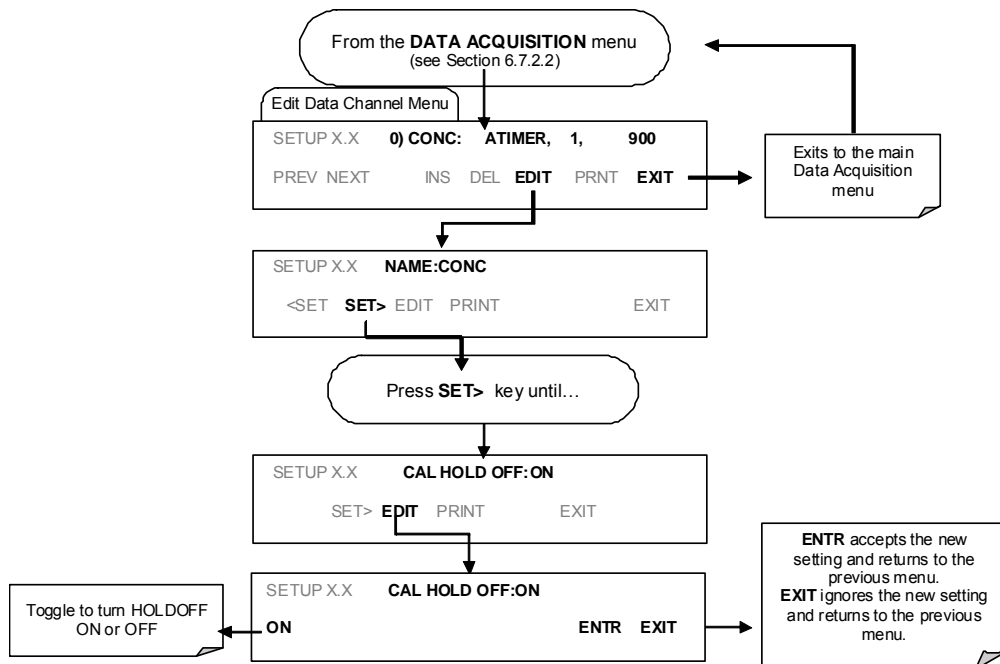 From the DATA ACQUISITION menu
(see Section 6.7.2.2)
Edit Data Channel Menu
SETUP X.X 0) CONC: ATIMER, 1, 900
PREV NEXT INS DEL EDIT PRNT EXIT
Exits to the main
Data Acquisition
menu
SETUP X.X NAME:CONC
<SET SET> EDIT PRINT EXIT
Press SET> key until…
SETUP X.X CAL HOLD OFF:ON
SET> EDIT PRINT EXIT
SETUP X.X CAL HOLD OFF:ON
ON ENTR EXIT
Toggle to turn HOLDOFF
ON or OFF
ENTR accepts the new
setting and returns to the
previous menu.
EXIT ignores the new setting
and returns to the previous
menu.